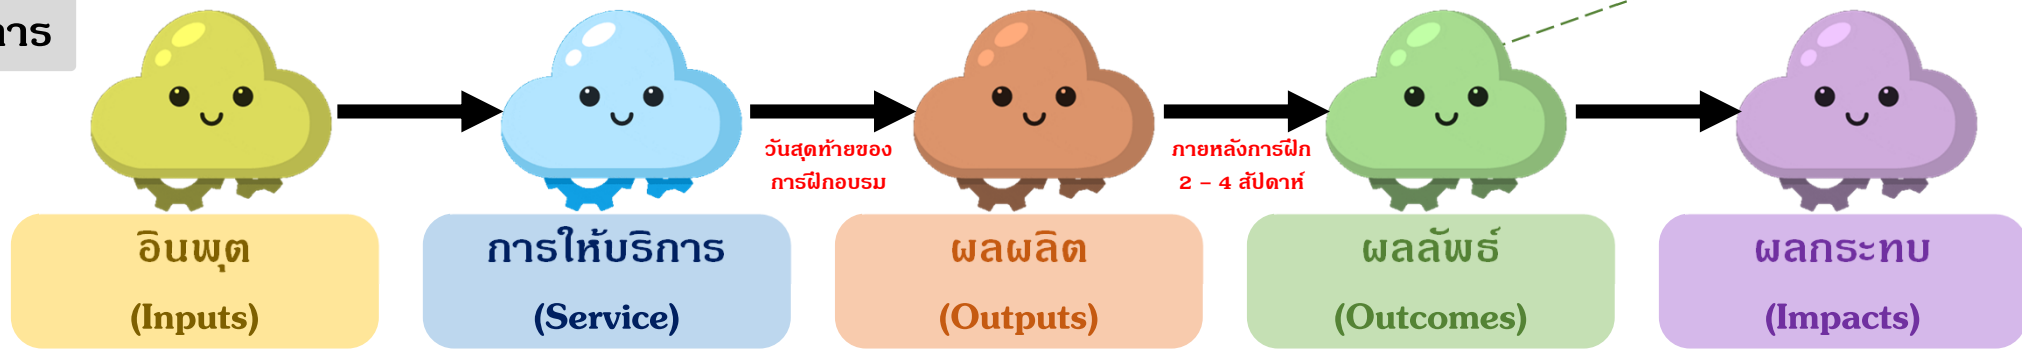 วันสุดท้ายของ
การฝึกอบรม
ภายหลังการฝึก
2 – 4 สัปดาห์
อินพุต
(Inputs)
การให้บริการ
(Service)
ผลผลิต
(Outputs)
ผลลัพธ์
(Outcomes)
ผลกระทบ
(Impacts)